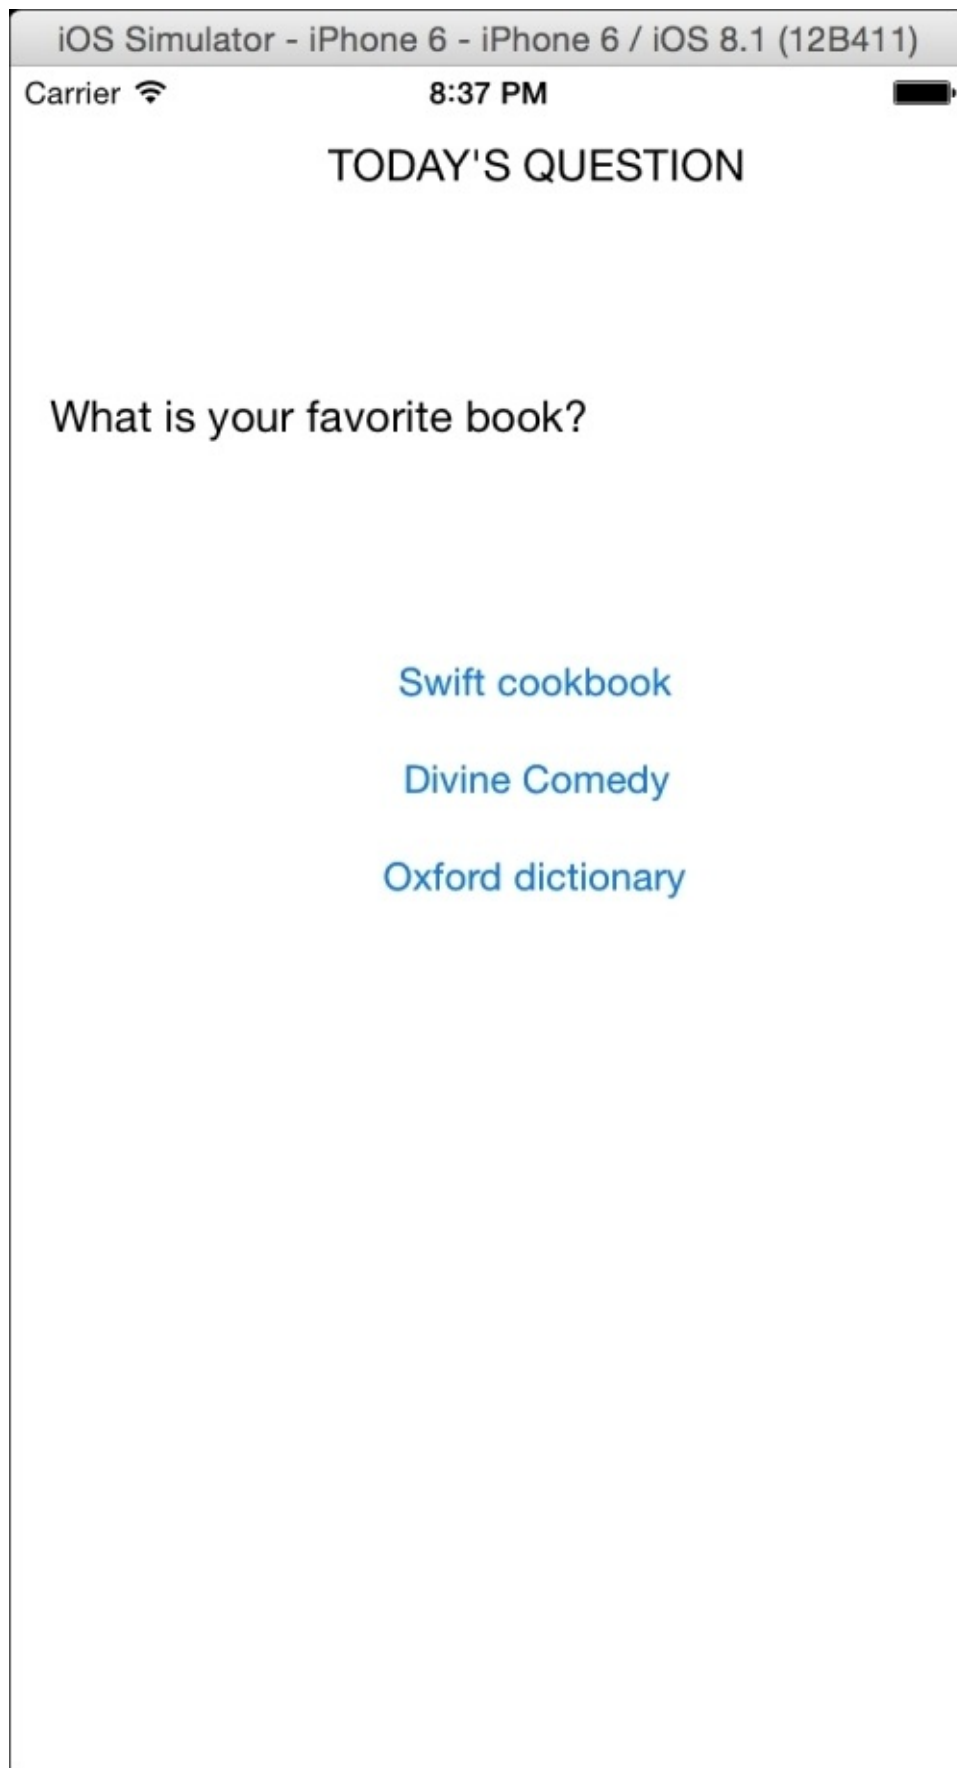 iOS Simulator - iPhone 6 - iPhone 6 / iOS 8.1 (12B411)
Carrier 8:37 PM
TODAY'S QUESTION
What is your favorite book?
Swift cookbook
Divine Comedy
Oxford dictionary